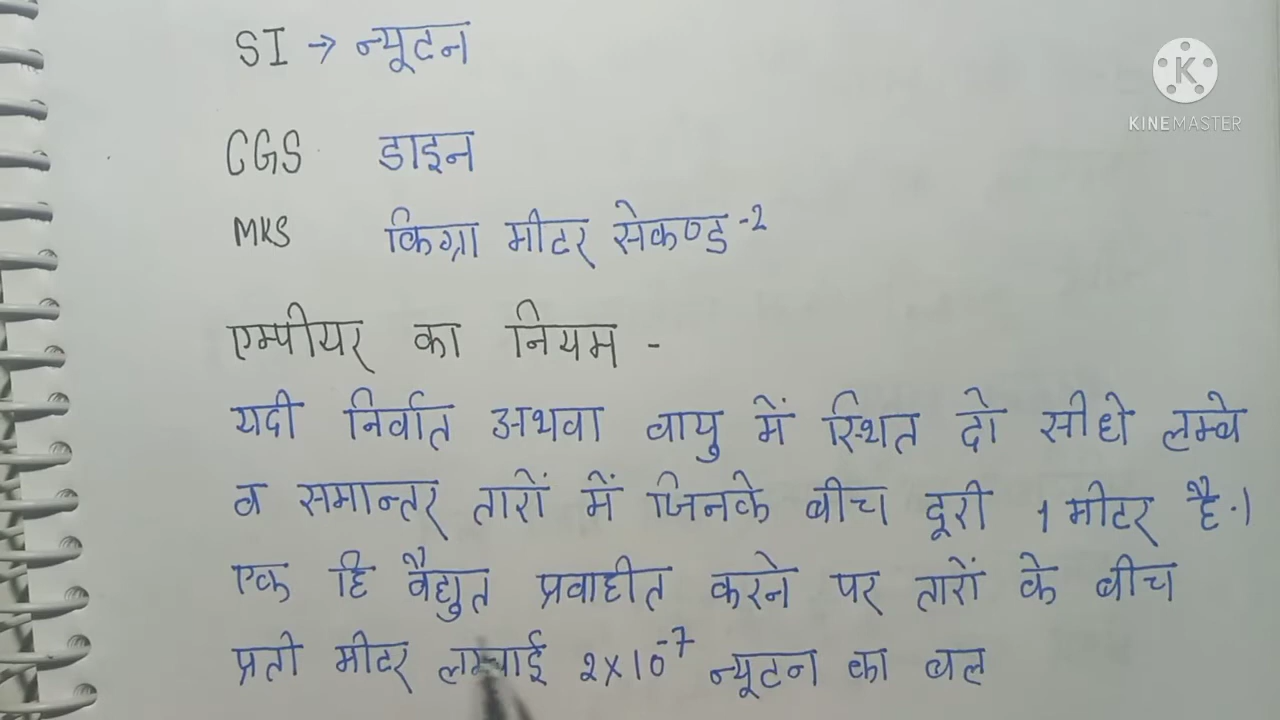 SI → न्यूटन
KINEMASTER
CGS डाइन
MKS किग्रा मीटर सेकण्ड⁻²
एम्पीयर का नियम -
यदी निर्वात अथवा वायु में स्थित दो सीधे लम्बे
व समान्तर तारों में जिनके बीच दूरी 1 मीटर है।
एक हि वैद्युत प्रवाहीत करने पर तारों के बीच
प्रती मीटर लम्बाई 2×10⁻⁷ न्यूटन का बल